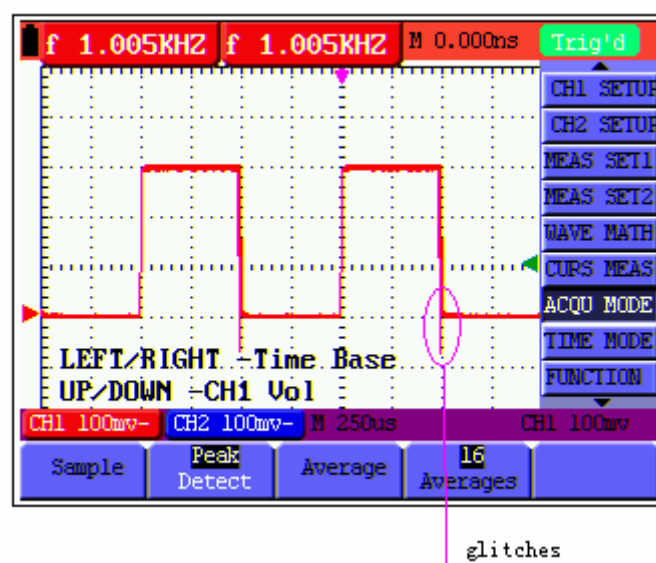 f 1.005KHZ f 1.005KHZ M 0.000ns Trig'd
CH1 SETUP
CH2 SETUP
MEAS SET1
MEAS SET2
WAVE MATH
CURS MEAS
ACQU MODE
TIME MODE
FUNCTION
LEFT/RIGHT -Time Base
UP/DOWN -CH1 Vol
CH1 100mv- CH2 100mv- M 250us CH1 100mv
Sample Peak Detect Average 16 Averages
glitches